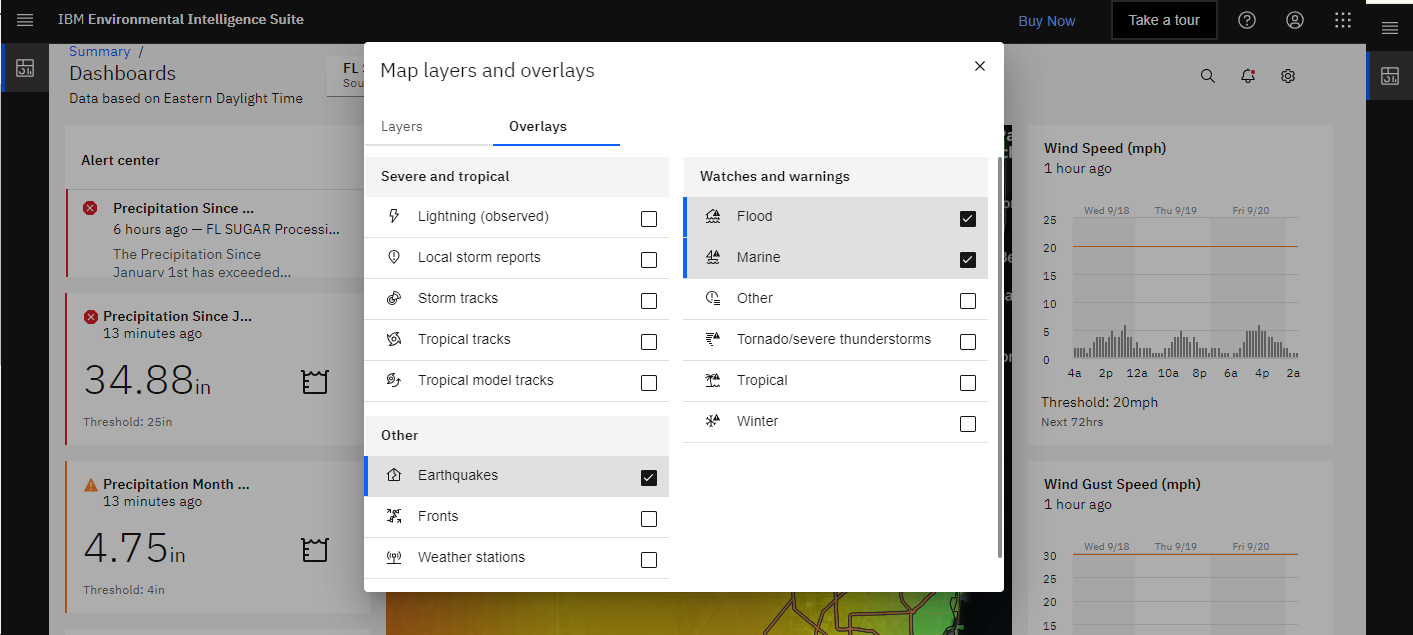 IBM Environmental Intelligence Suite
Buy Now
Take a tour
Summary /
Dashboards
Data based on Eastern Daylight Time
FL
Sou
Alert center
Precipitation Since ...
6 hours ago — FL SUGAR Processi...
The Precipitation Since
January 1st has exceeded...
Precipitation Since J...
13 minutes ago
34.88in
Threshold: 25in
Precipitation Month ...
13 minutes ago
4.75in
Threshold: 4in
Map layers and overlays
Layers
Overlays
Severe and tropical
Lightning (observed)
Local storm reports
Storm tracks
Tropical tracks
Tropical model tracks
Other
Earthquakes
Fronts
Weather stations
Watches and warnings
Flood
Marine
Other
Tornado/severe thunderstorms
Tropical
Winter
Wind Speed (mph)
1 hour ago
Wed 9/18 Thu 9/19 Fri 9/20
25
20
15
10
5
0
4a 2p 12a 10a 8p 6a 4p 2a
Threshold: 20mph
Next 72hrs
Wind Gust Speed (mph)
1 hour ago
Wed 9/18 Thu 9/19 Fri 9/20
30
25
20
15